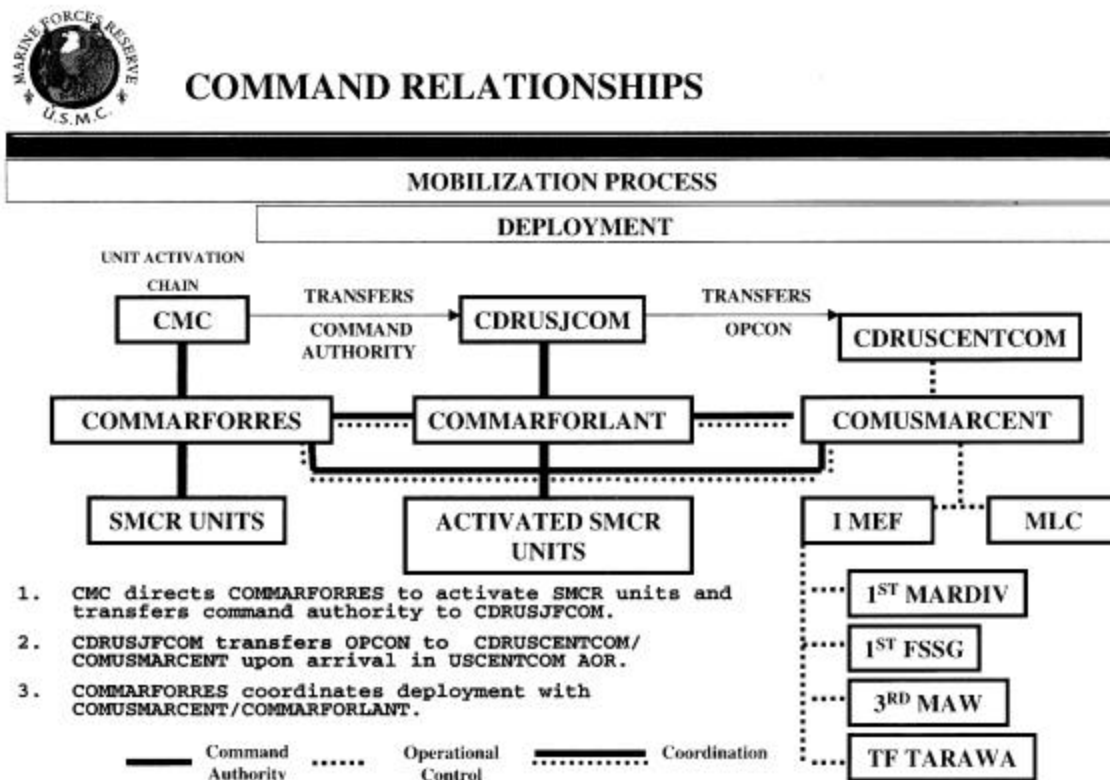 MARINE FORCES RESERVE
U.S.M.C.
COMMAND RELATIONSHIPS
MOBILIZATION PROCESS
DEPLOYMENT
UNIT ACTIVATION
CHAIN
CMC
TRANSFERS
COMMAND
AUTHORITY
CDRUSJCOM
TRANSFERS
OPCON
CDRUSCENTCOM
COMMARFORRES
COMMARFORLANT
COMUSMARCENT
SMCR UNITS
ACTIVATED SMCR
UNITS
I MEF
MLC
1. CMC directs COMMARFORRES to activate SMCR units and
transfers command authority to CDRUSJFCOM.
2. CDRUSJFCOM transfers OPCON to CDRUSCENTCOM/
COMUSMARCENT upon arrival in USCENTCOM AOR.
3. COMMARFORRES coordinates deployment with
COMUSMARCENT/COMMARFORLANT.
1ST MARDIV
1ST FSSG
3RD MAW
TF TARAWA
Command
Authority
Operational
Control
Coordination